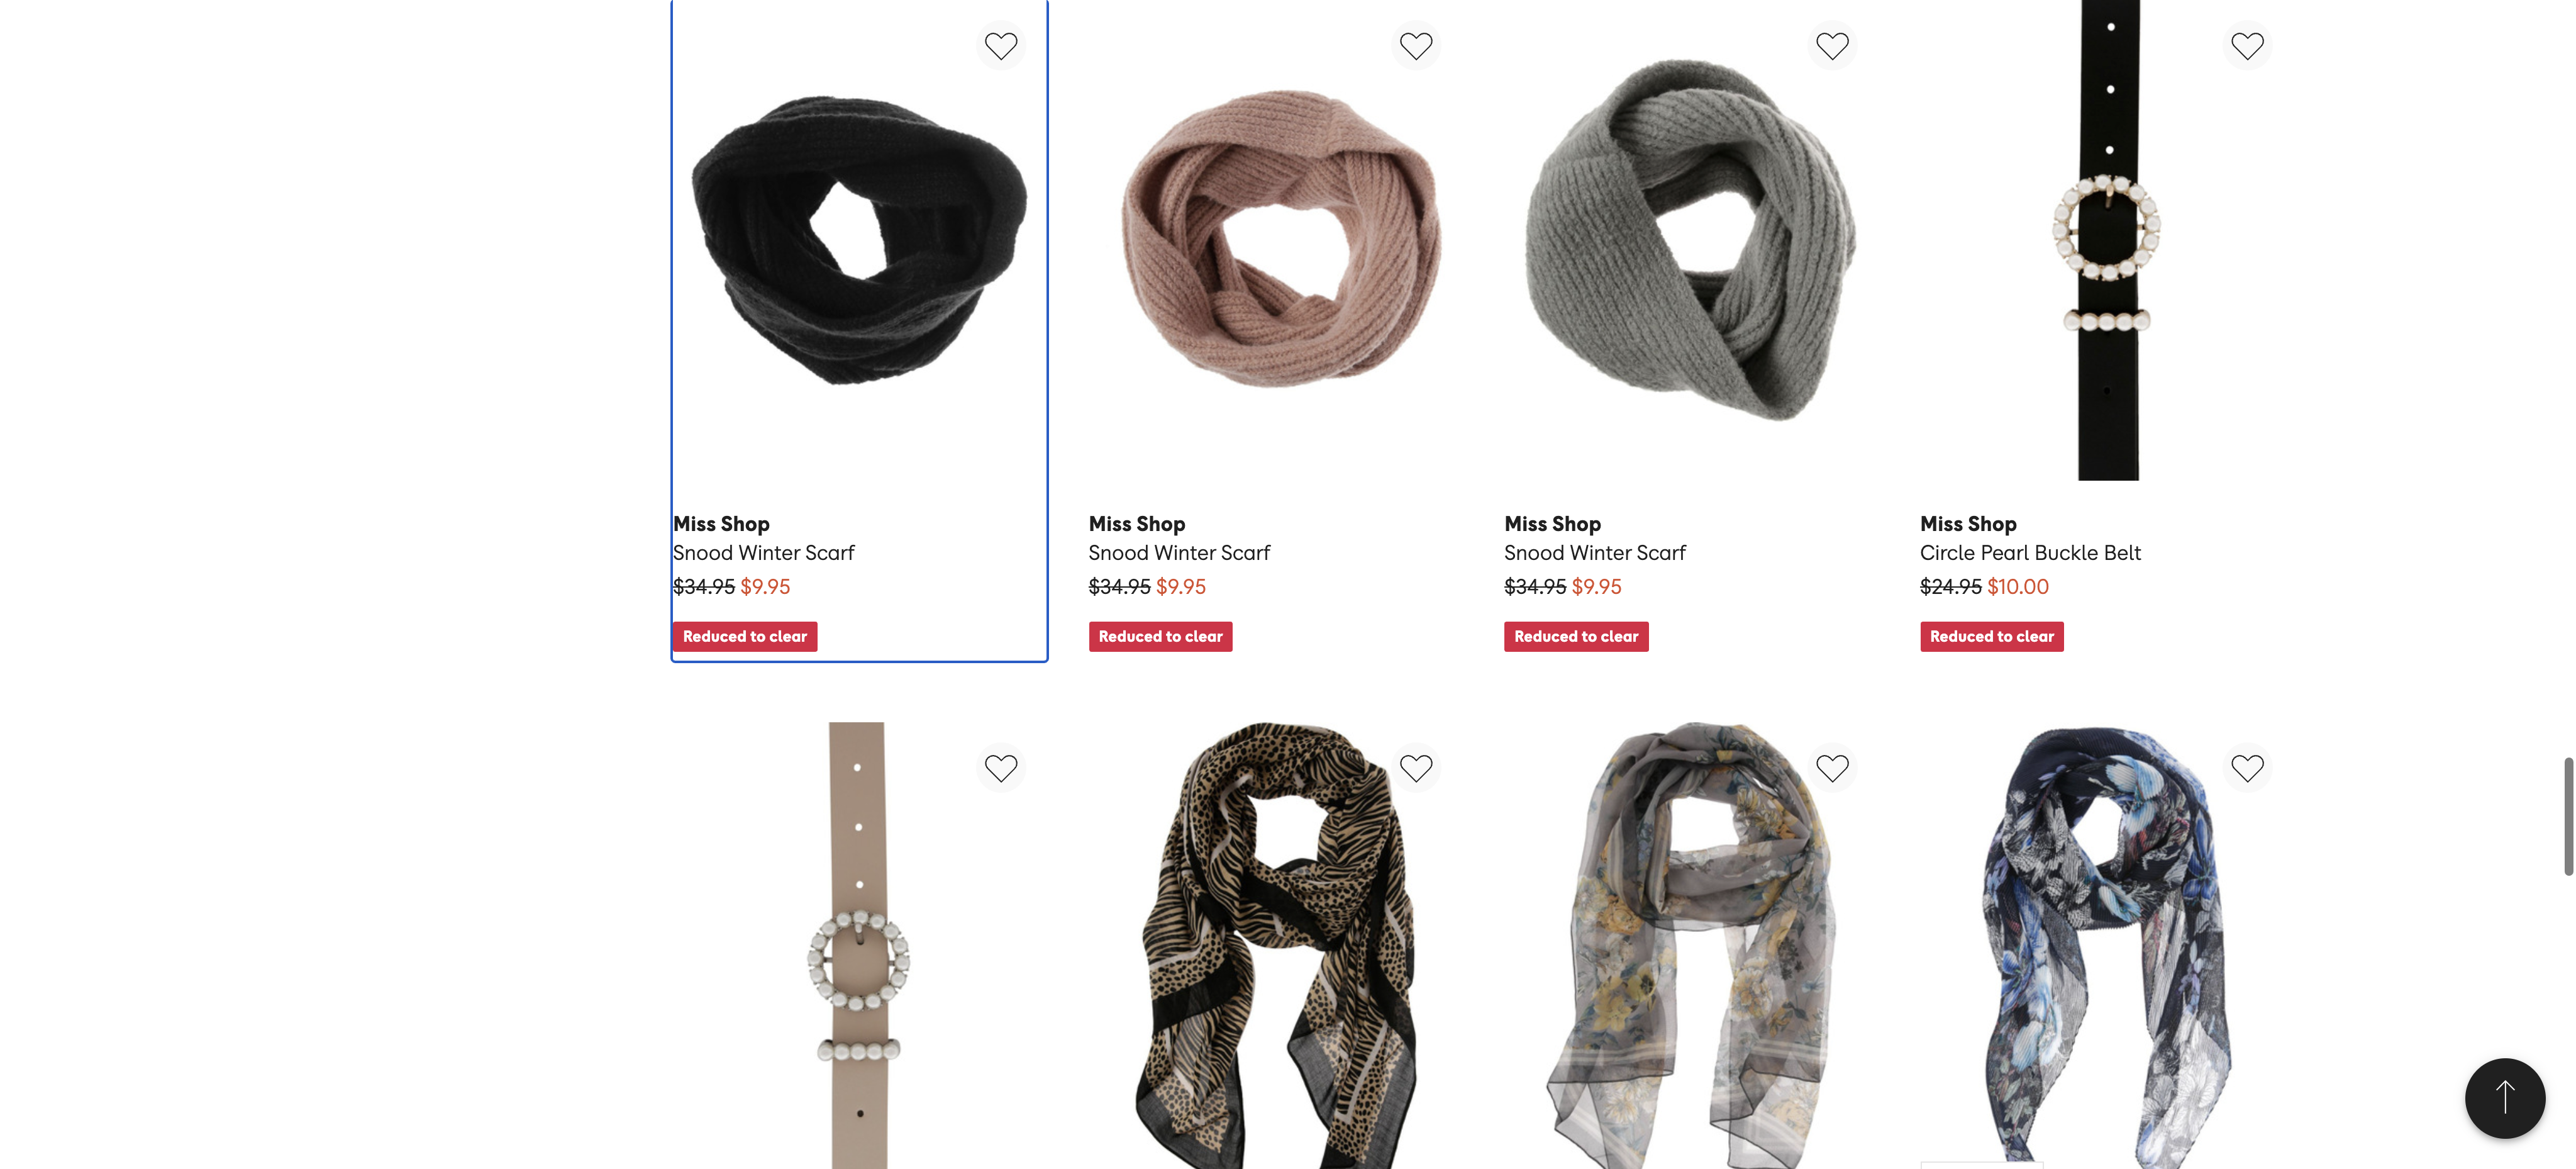 Miss Shop
Snood Winter Scarf
$34.95 $9.95
Reduced to clear
Miss Shop
Snood Winter Scarf
$34.95 $9.95
Reduced to clear
Miss Shop
Snood Winter Scarf
$34.95 $9.95
Reduced to clear
Miss Shop
Circle Pearl Buckle Belt
$24.95 $10.00
Reduced to clear